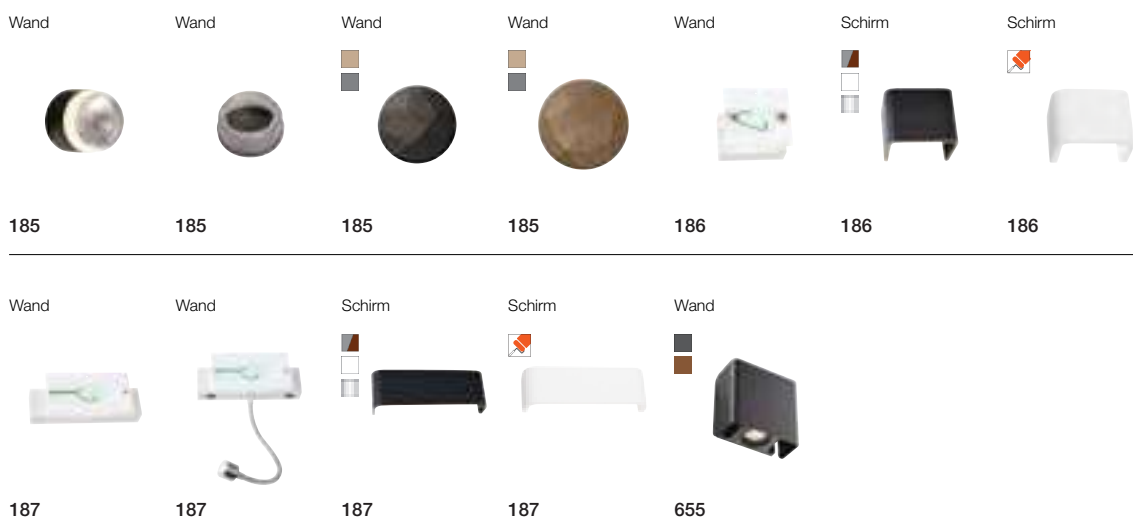 Wand Wand Wand Wand Wand Schirm Schirm
185 185 185 185 186 186 186
Wand Wand Schirm Schirm Wand
187 187 187 187 655